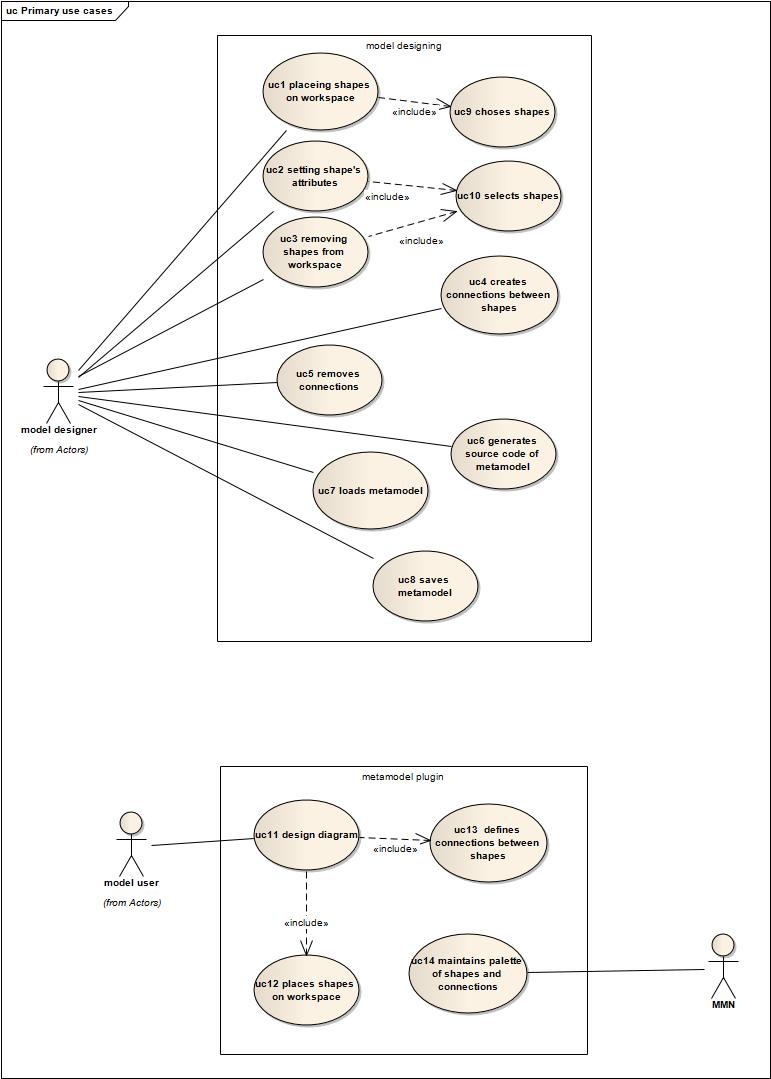 uc Primary use cases
model designing
uc1 placeing shapes
on workspace
«include»
uc9 choses shapes
uc2 setting shape's
attributes
«include»
uc10 selects shapes
uc3 removing
shapes from
workspace
«include»
uc4 creates
connections between
shapes
uc5 removes
connections
model designer
(from Actors)
uc6 generates
source code of
metamodel
uc7 loads metamodel
uc8 saves
metamodel
metamodel plugin
uc11 design diagram
«include»
uc13  defines
connections between
shapes
model user
(from Actors)
«include»
uc12 places shapes
on workspace
uc14 maintains palette
of shapes and
connections
MMN